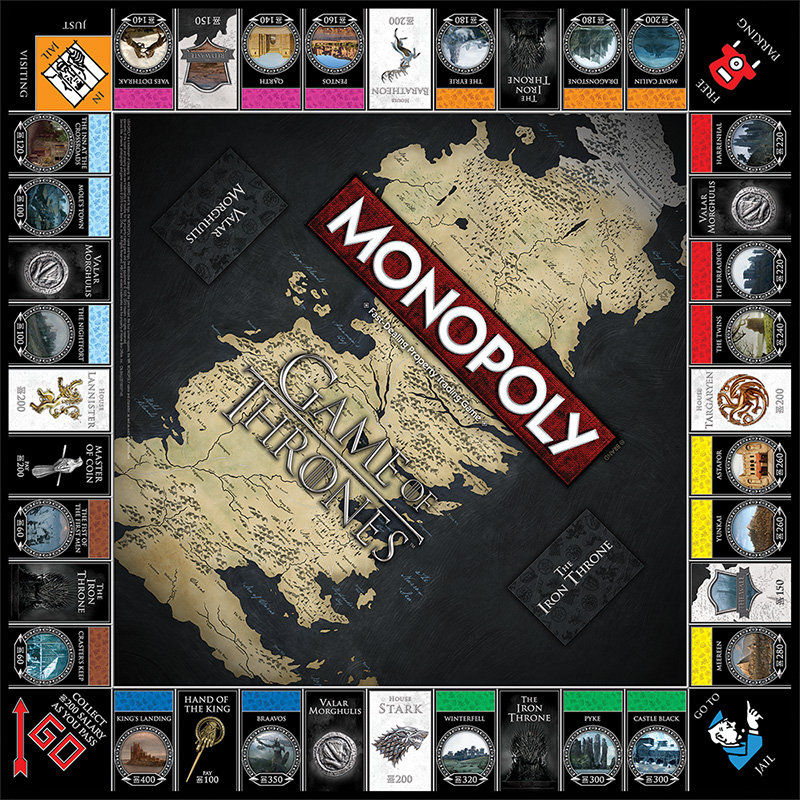 JUST
VISITING
IN
JAIL
140
VAES DOTHRAK
150
140
QARTH
160
PENTOS
200
HOUSE
BARATHEON
180
THE EYRIE
THE
IRON
THRONE
180
DRAGONSTONE
200
MOAT CAILIN
FREE
PARKING
HARRENHAL
220
VALAR
MORGHULIS
THE DREADFORT
220
THE TWINS
240
HOUSE
TARGARYEN
200
ASTAPOR
260
YUNKAI
260
150
MEEREEN
280
GO TO
JAIL
CASTLE BLACK
300
PYKE
300
THE
IRON
THRONE
WINTERFELL
320
HOUSE
STARK
200
VALAR
MORGHULIS
BRAAVOS
350
HAND OF
THE KING
PAY
100
KING'S LANDING
400
COLLECT
200 SALARY
AS YOU PASS
GO
CRASTER'S KEEP
60
THE
IRON
THRONE
THE FIST OF
THE FIRST MEN
60
MASTER
OF COIN
PAY
200
HOUSE
LANNISTER
200
THE NIGHTFORT
100
VALAR
MORGHULIS
MOLE'S TOWN
100
THE INN AT THE
CROSSROADS
120
VALAR
MORGHULIS
MONOPOLY
Fast-Dealing Property Trading Game
GAME OF
THRONES
THE
IRON THRONE